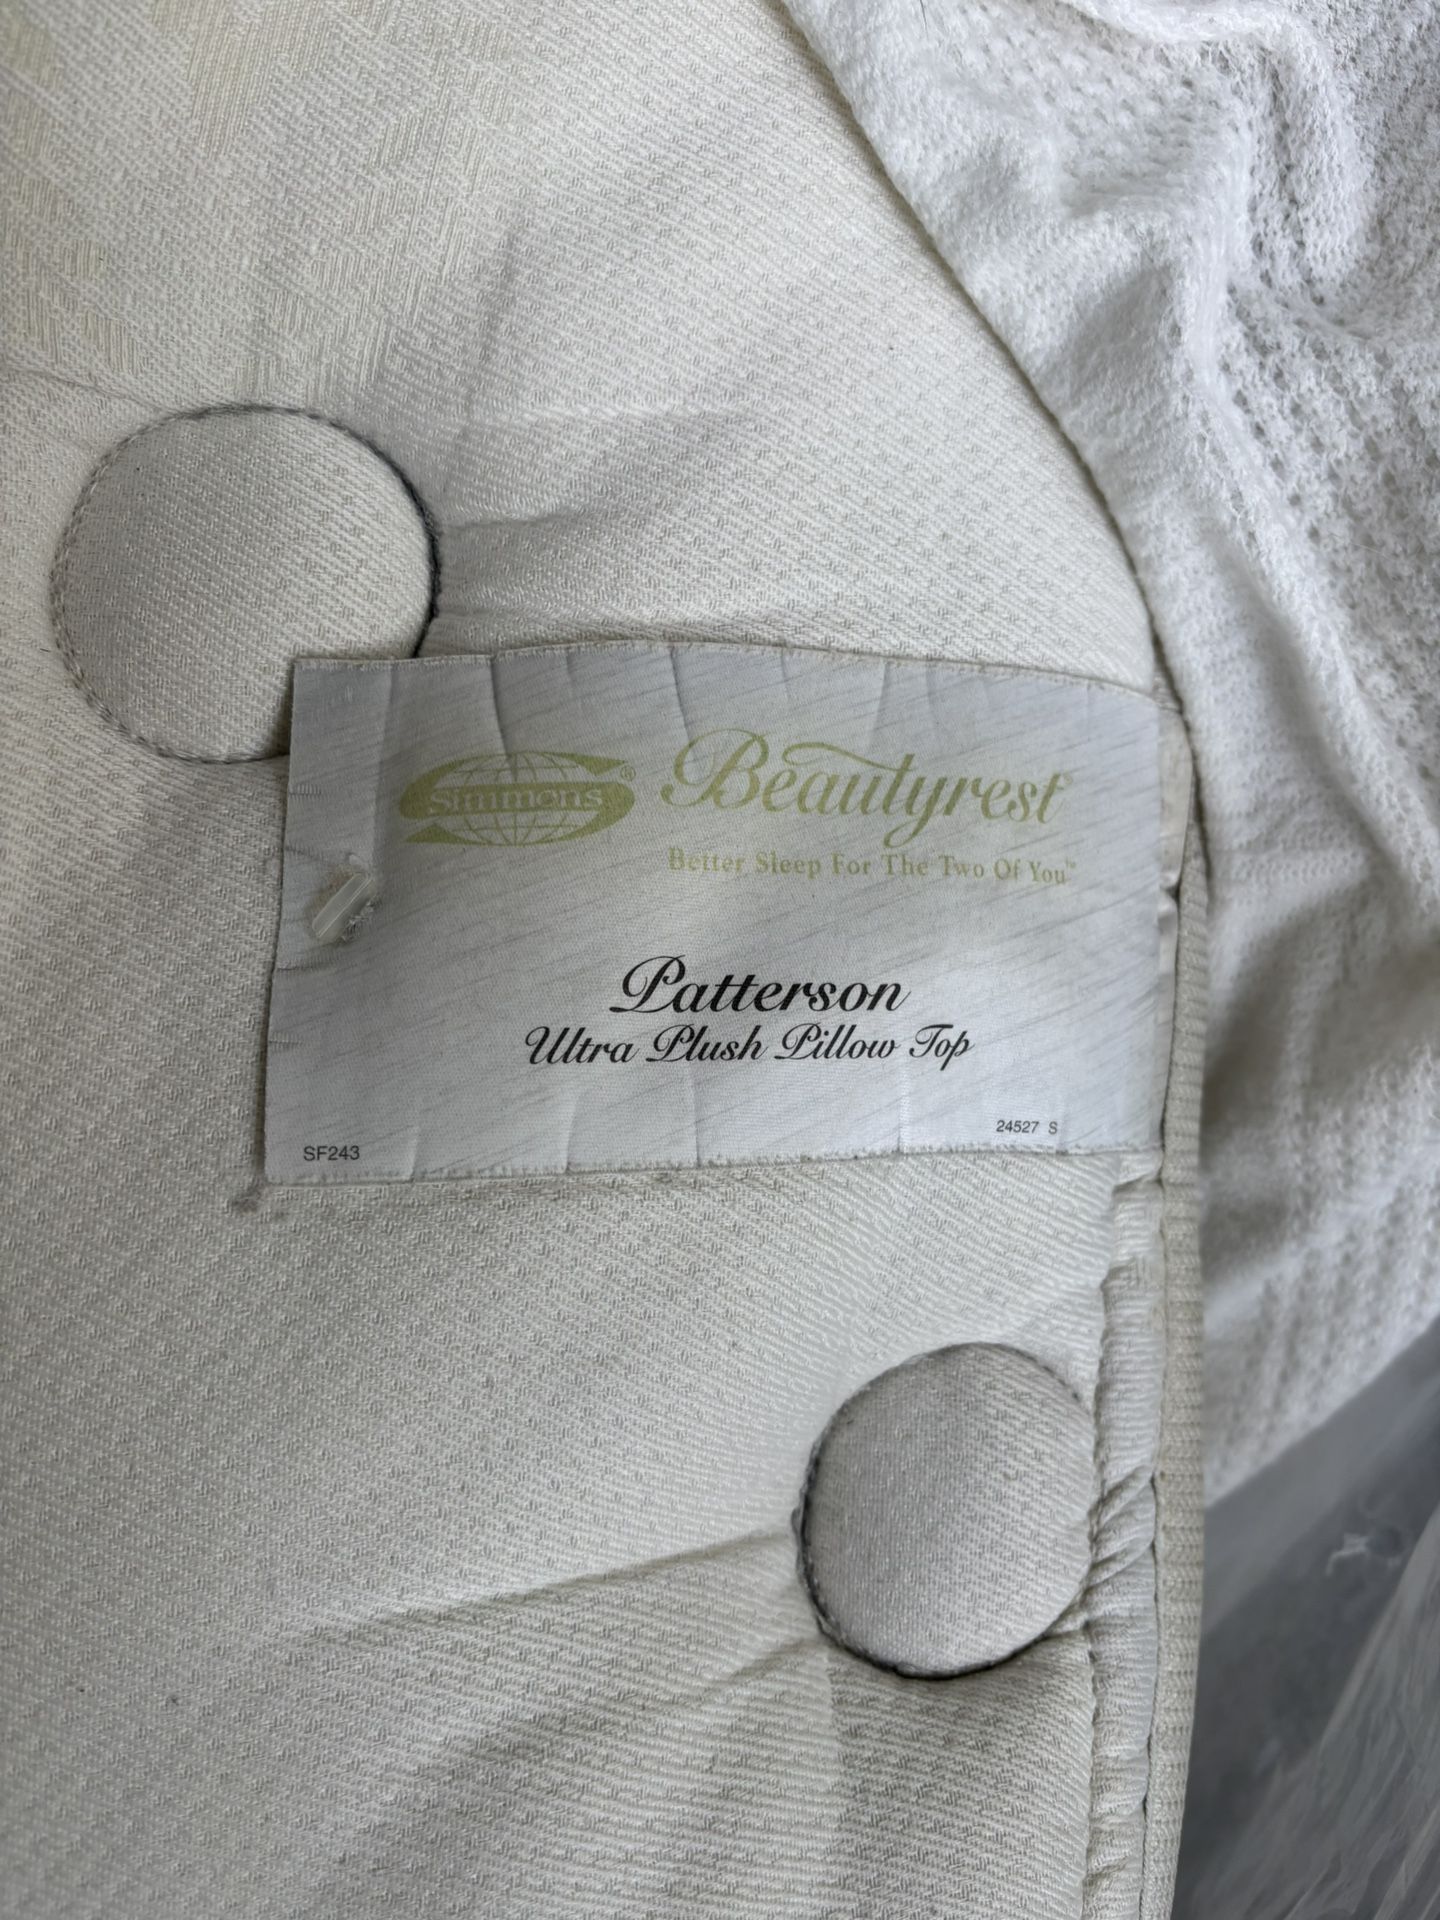 Simmons®
Beautyrest®
Better Sleep For The Two Of You™
Patterson
Ultra Plush Pillow Top
24527 S
SF243